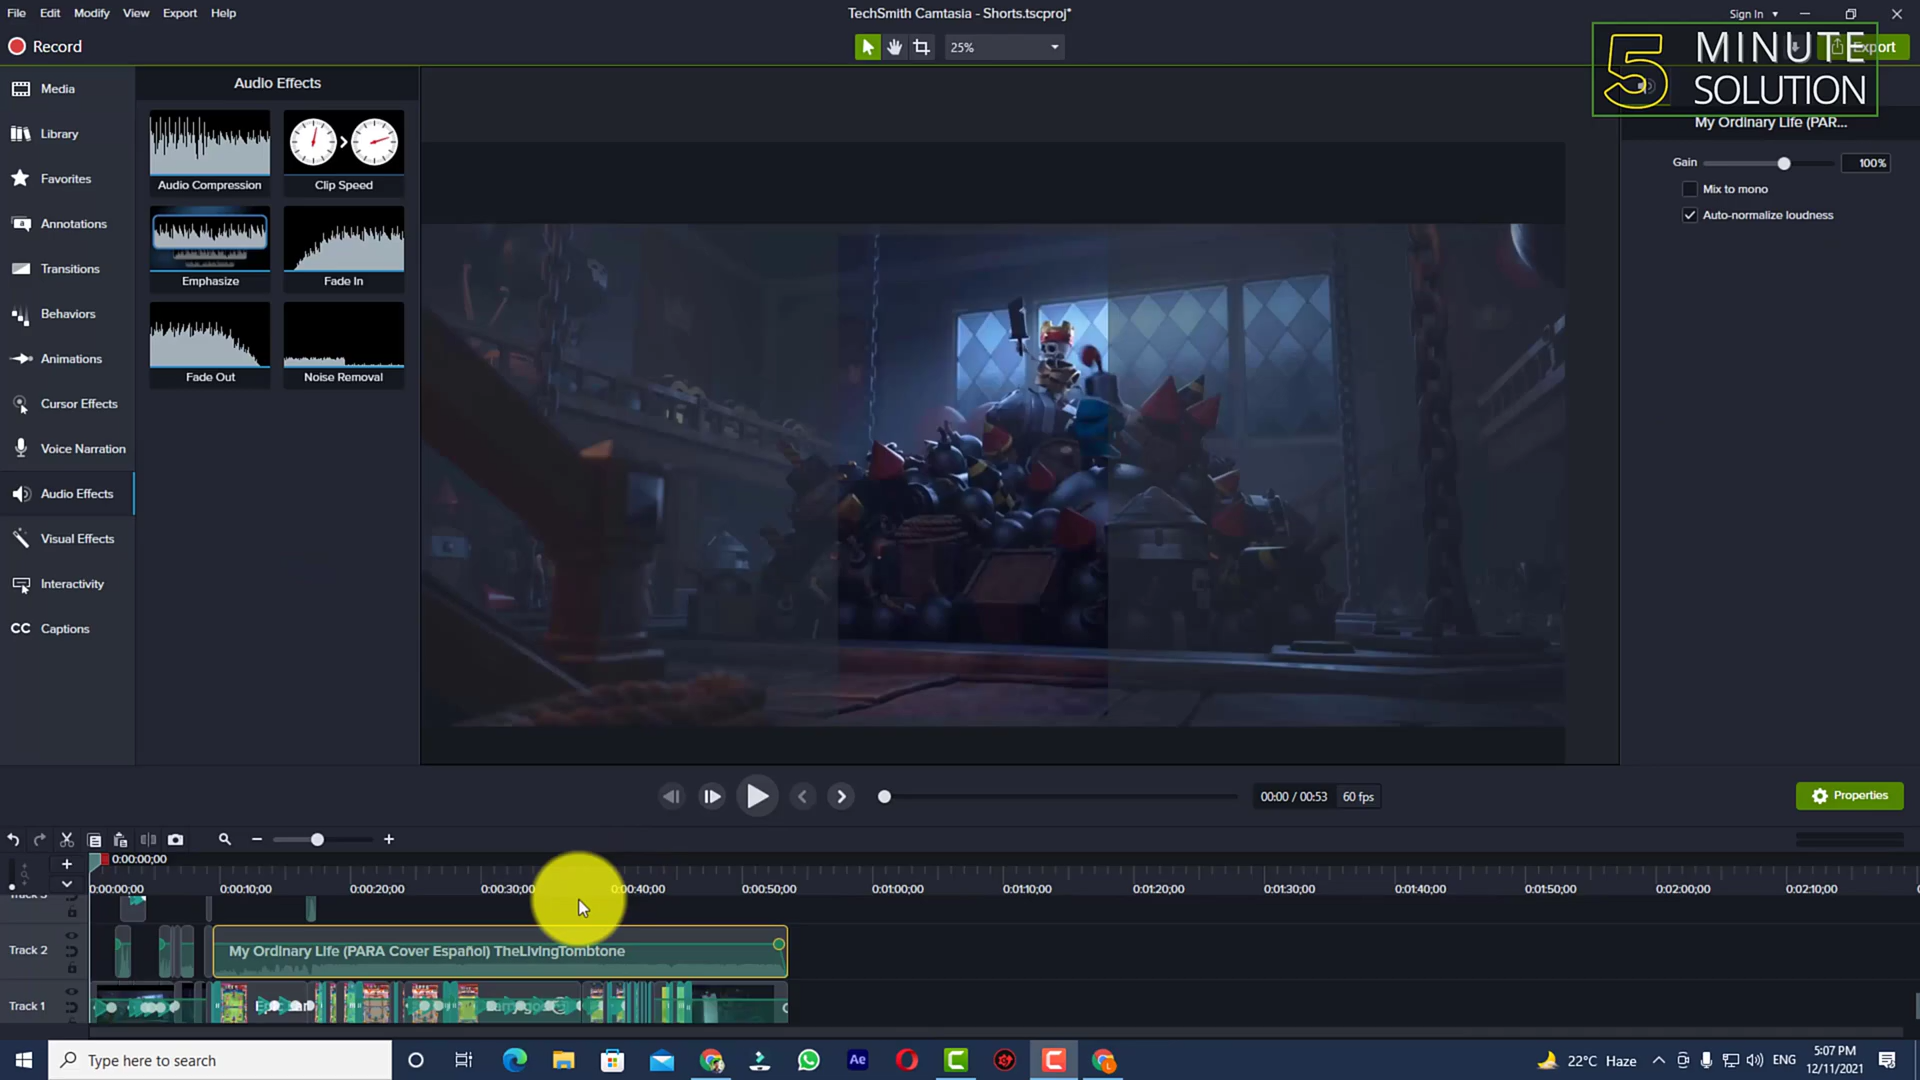 File Edit Modify View Export Help
TechSmith Camtasia - Shorts.tscproj*
Sign In
Record
25%
Export
5 MINUTE
SOLUTION
Media
Library
Favorites
Annotations
Transitions
Behaviors
Animations
Cursor Effects
Voice Narration
Audio Effects
Visual Effects
Interactivity
CC Captions
Audio Effects
Audio Compression
Clip Speed
Emphasize
Fade In
Fade Out
Noise Removal
My Ordinary Life (PAR...
Gain 100%
Mix to mono
Auto-normalize loudness
00:00 / 00:53 60 fps
Properties
0:00:00;00
0:00:00;00 0:00:10;00 0:00:20;00 0:00:30;00 0:00:40;00 0:00:50;00 0:01:00;00 0:01:10;00 0:01:20;00 0:01:30;00 0:01:40;00 0:01:50;00 0:02:00;00 0:02:10;00
Track 2
My Ordinary Life (PARA Cover Español) TheLivingTombtone
Track 1
Type here to search
Ae
22°C Haze
ENG
5:07 PM
12/11/2021